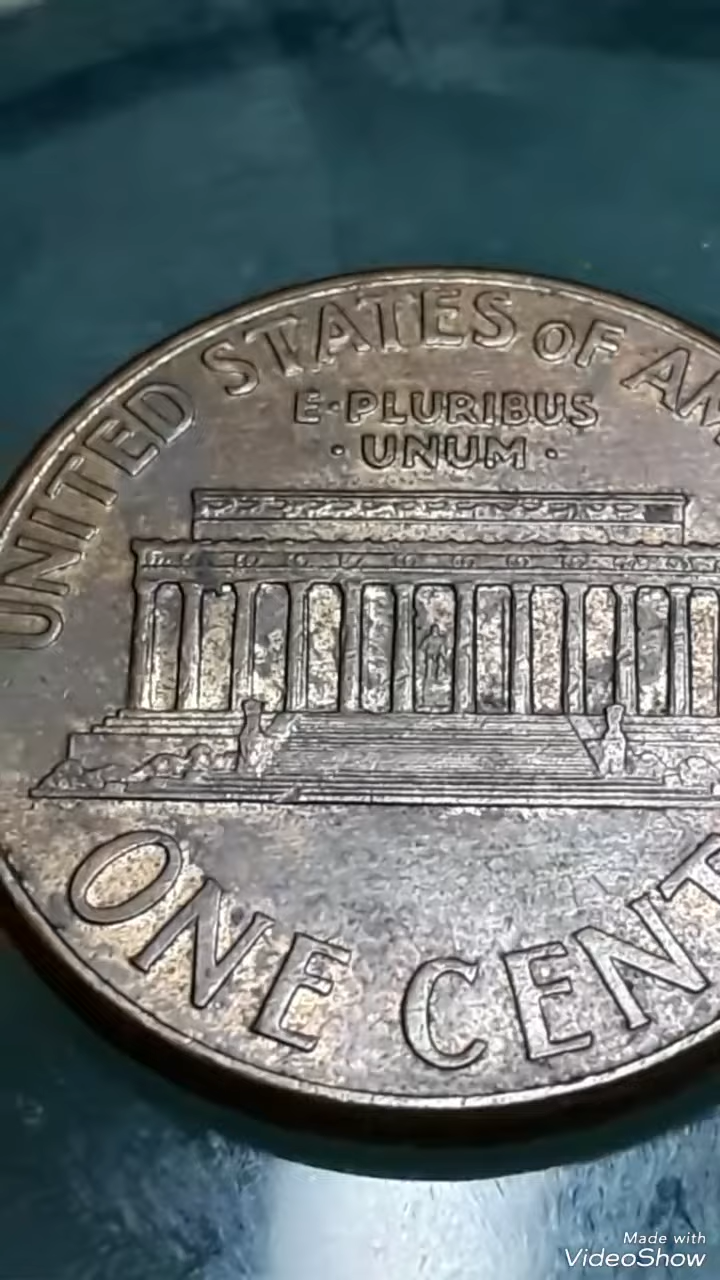 UNITED STATES OF AM
E·PLURIBUS
·UNUM·
ONE CENT
Made with
VideoShow